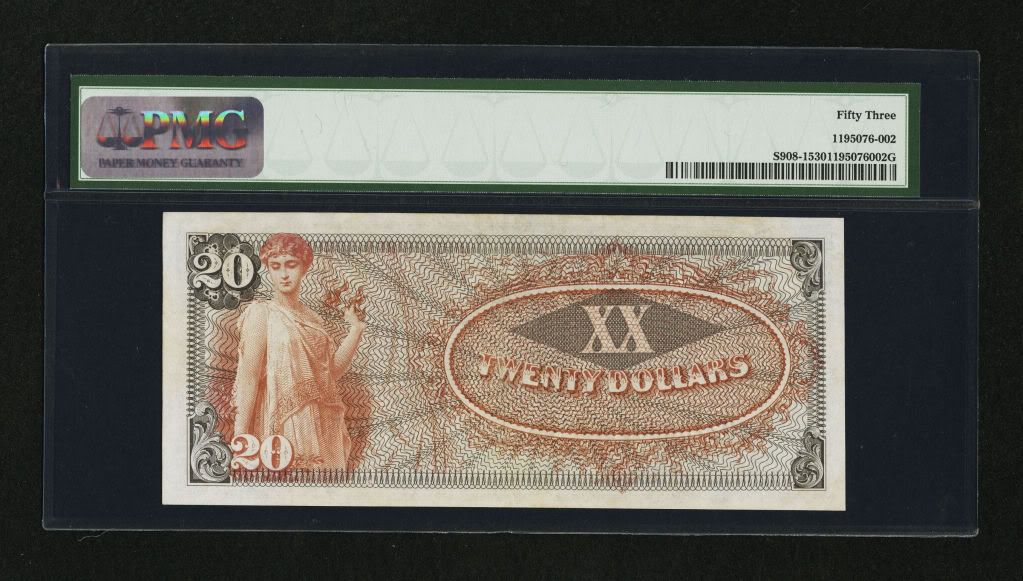 PMG
PAPER MONEY GUARANTY
Fifty Three
1195076-002
S908-15301195076002G
20
XX
TWENTY DOLLARS
20